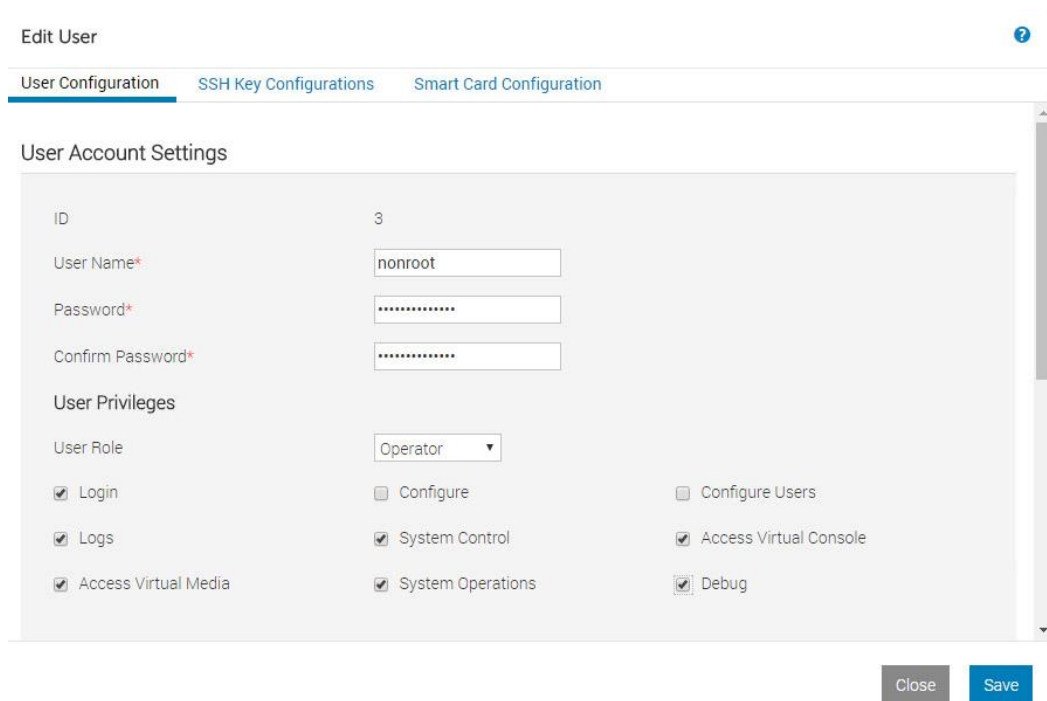 Edit User
?
User Configuration SSH Key Configurations Smart Card Configuration
User Account Settings
ID 3
User Name* nonroot
Password* ••••••••••••••
Confirm Password* ••••••••••••••
User Privileges
User Role Operator
Login Configure Configure Users
Logs System Control Access Virtual Console
Access Virtual Media System Operations Debug
Close Save